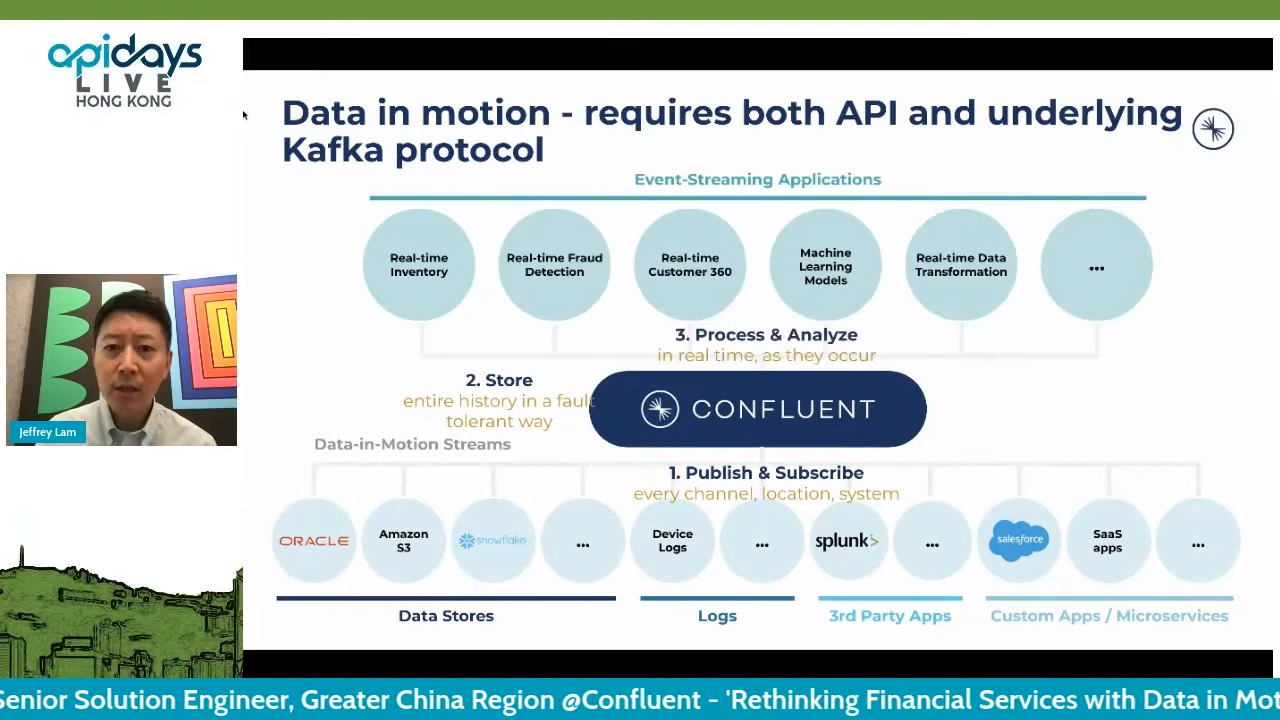 apidays
LIVE
HONG KONG
Data in motion - requires both API and underlying
Kafka protocol
Event-Streaming Applications
Real-time
Inventory
Real-time Fraud
Detection
Real-time
Customer 360
Machine
Learning
Models
Real-time Data
Transformation
...
3. Process & Analyze
in real time, as they occur
2. Store
entire history in a fault
tolerant way
CONFLUENT
Jeffrey Lam
Data-in-Motion Streams
1. Publish & Subscribe
every channel, location, system
ORACLE
Amazon
S3
snowflake
...
Device
Logs
...
splunk>
...
salesforce
SaaS
apps
...
Data Stores
Logs
3rd Party Apps
Custom Apps / Microservices
Senior Solution Engineer, Greater China Region @Confluent - 'Rethinking Financial Services with Data in Mot